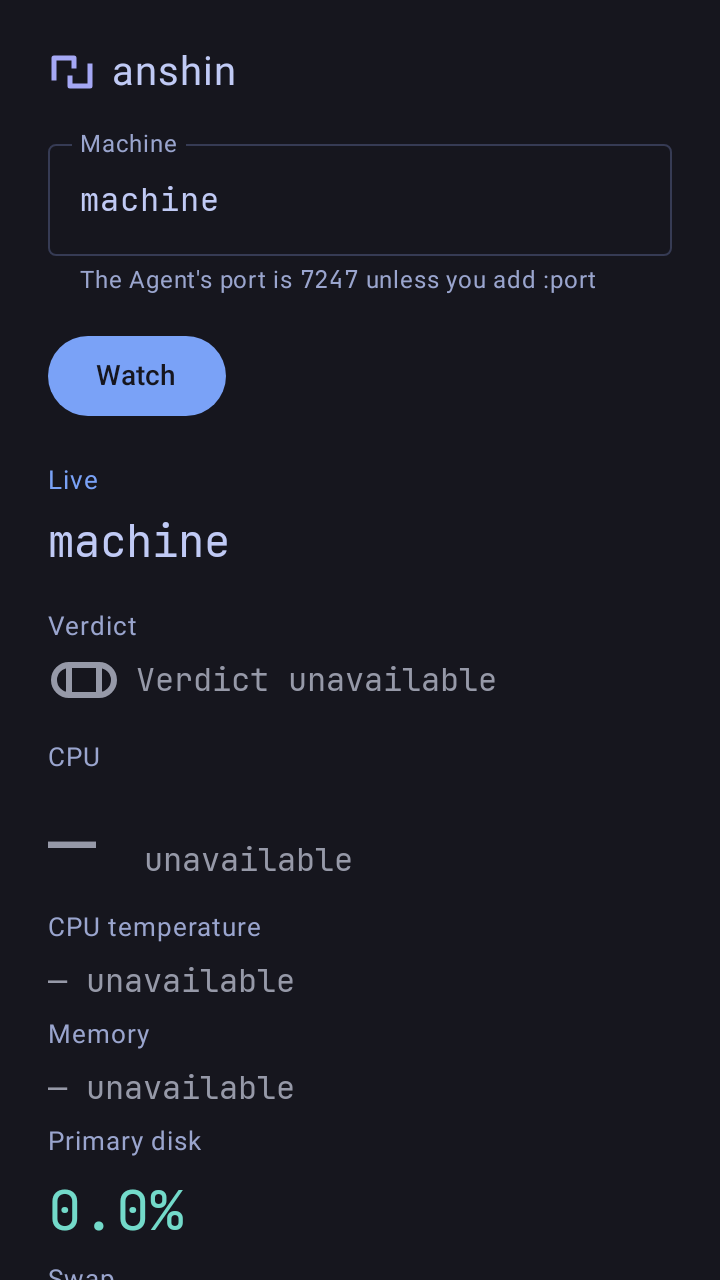 anshin
Machine
machine
The Agent's port is 7247 unless you add :port
Watch
Live
machine
Verdict
Verdict unavailable
CPU
— unavailable
CPU temperature
— unavailable
Memory
— unavailable
Primary disk
0.0%
Swap